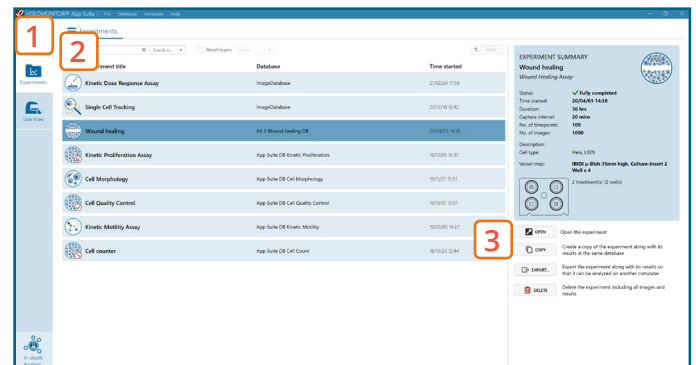 HOLOMONITOR® App Suite File Database Hardware Help
1
2
3
Experiments
Experiments
Live View
In-depth
X Search in..
Result types: Select...
RESET
Experiment title Database Time started
Kinetic Dose Response Assay ImageDatabase 21/02/24 17:59
Single Cell Tracking ImageDatabase 20/12/18 15:42
Wound healing AS 3 Wound healing DB 20/04/03 14:38
Kinetic Proliferation Assay App Suite DB Kinetic Proliferation
Cell Morphology App Suite DB Cell Morphology 19/11/27 15:51
Cell Quality Control App Suite DB Cell Quality Control 19/10/17 13:07
Kinetic Motility Assay App Suite DB Kinetic Motility 19/03/05 14:27
Cell counter App Suite DB Cell Count 18/10/23 12:44
EXPERIMENT SUMMARY
Wound healing
Wound Healing Assay
Status: ✓ Fully completed
Time started: 20/04/03 14:38
Duration: 36 hrs
Capture interval: 20 mins
No. of timepoints: 109
No. of images: 1090
Description:
Cell type: Hela, L929
Vessel map: IBIDI µ-Dish 35mm high, Culture-Insert 2
Well x 4
2 treatment(s) (2 wells)
OPEN Open the experiment
COPY Create a copy of the experiment along with its
results in the same database
EXPORT.. Export the experiment along with its results so
that it can be analyzed on another computer
DELETE Delete the experiment including all images and
results